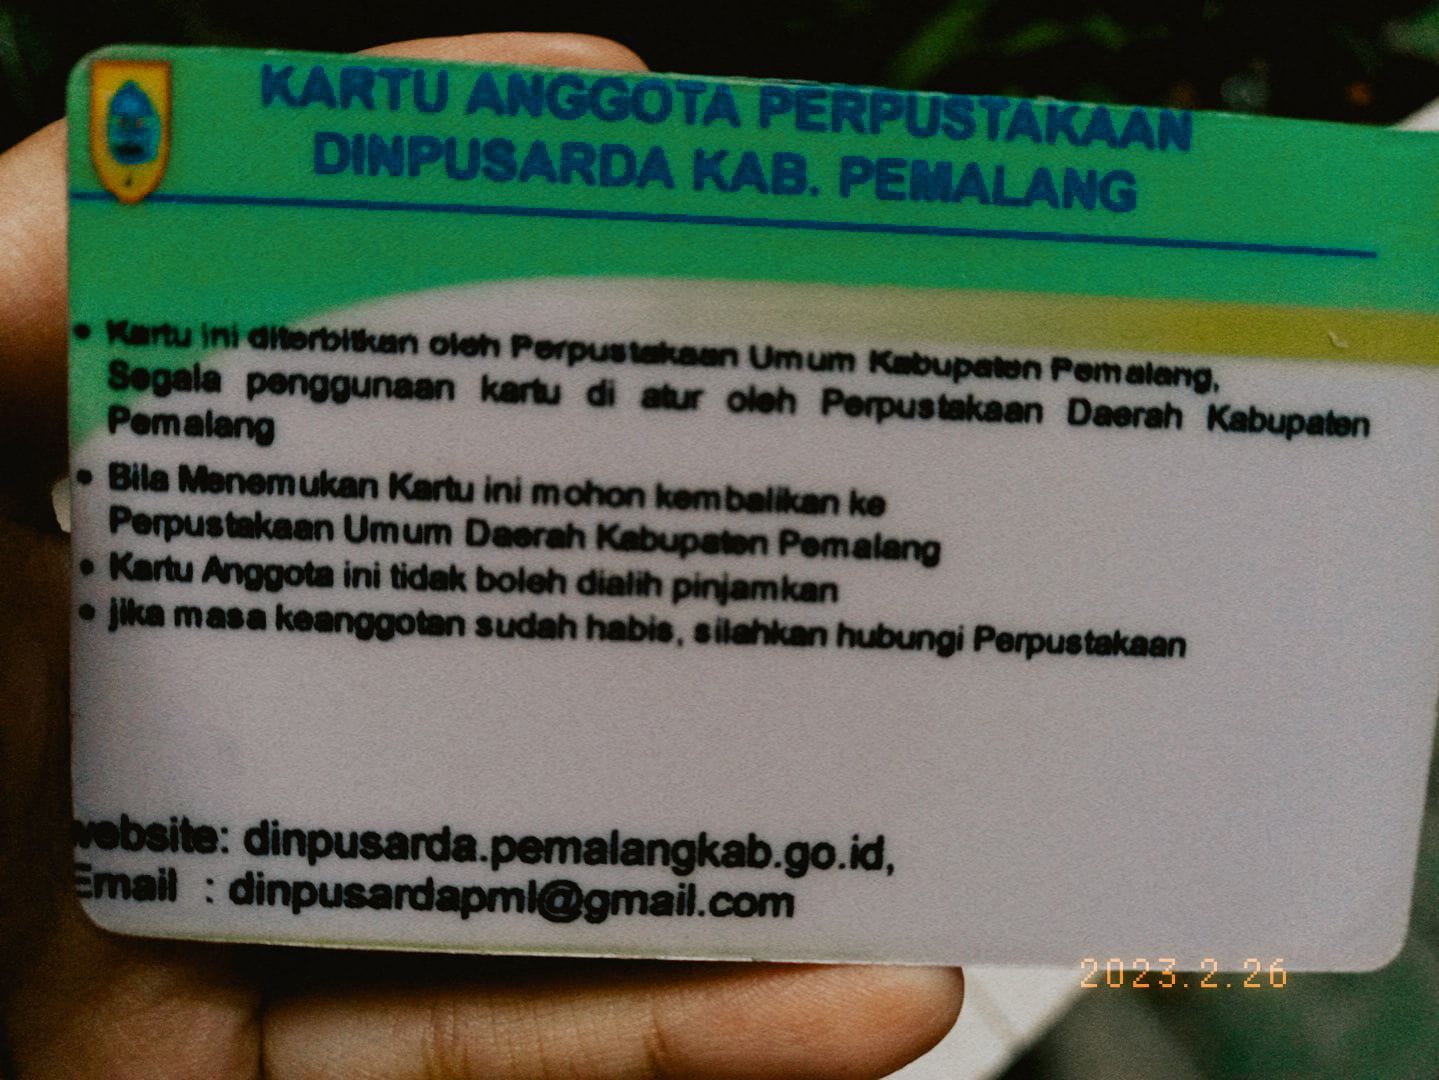 KARTU ANGGOTA PERPUSTAKAAN
DINPUSARDA KAB. PEMALANG
• Kartu ini diterbitkan oleh Perpustakaan Umum Kabupaten Pemalang,
Segala penggunaan kartu di atur oleh Perpustakaan Daerah Kabupaten
Pemalang
• Bila Menemukan Kartu ini mohon kembalikan ke
Perpustakaan Umum Daerah Kabupaten Pemalang
• Kartu Anggota ini tidak boleh dialih pinjamkan
• jika masa keanggotan sudah habis, silahkan hubungi Perpustakaan
website: dinpusarda.pemalangkab.go.id,
Email : dinpusardapml@gmail.com
2023.2.26